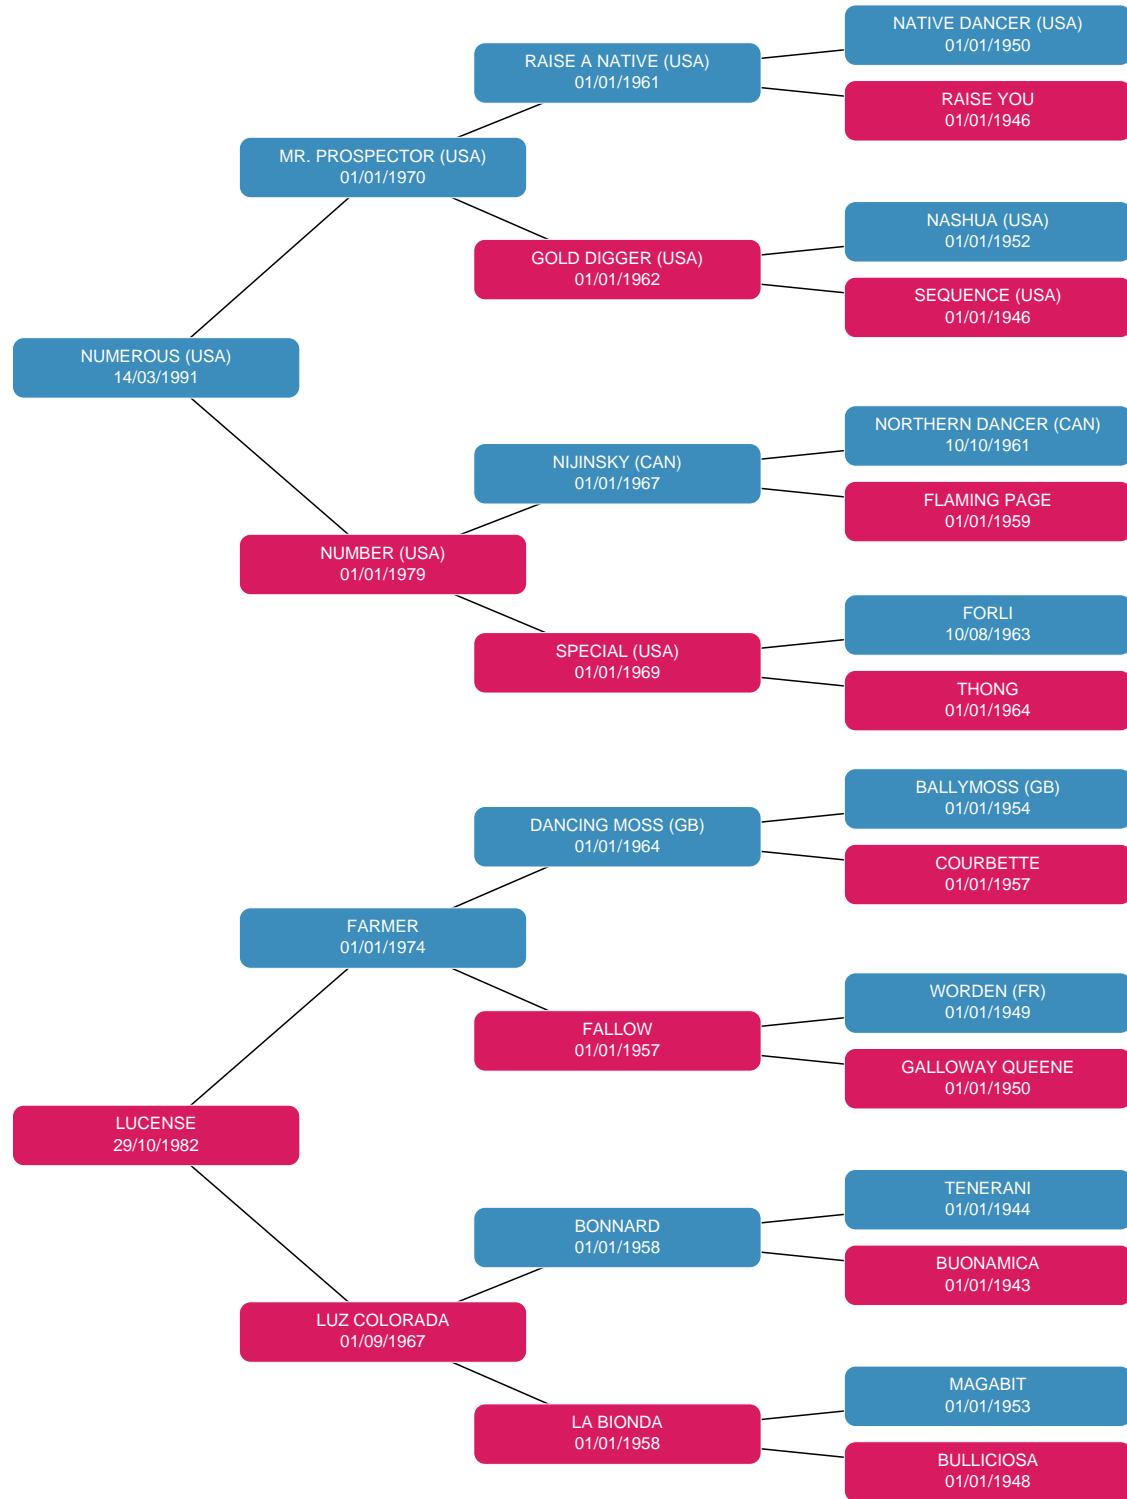 NATIVE DANCER (USA)
01/01/1950
RAISE A NATIVE (USA)
01/01/1961
RAISE YOU
01/01/1946
MR. PROSPECTOR (USA)
01/01/1970
NASHUA (USA)
01/01/1952
GOLD DIGGER (USA)
01/01/1962
SEQUENCE (USA)
01/01/1946
NUMEROUS (USA)
14/03/1991
NORTHERN DANCER (CAN)
10/10/1961
NIJINSKY (CAN)
01/01/1967
FLAMING PAGE
01/01/1959
NUMBER (USA)
01/01/1979
FORLI
10/08/1963
SPECIAL (USA)
01/01/1969
THONG
01/01/1964
BALLYMOSS (GB)
01/01/1954
DANCING MOSS (GB)
01/01/1964
COURBETTE
01/01/1957
FARMER
01/01/1974
WORDEN (FR)
01/01/1949
FALLOW
01/01/1957
GALLOWAY QUEENE
01/01/1950
LUCENSE
29/10/1982
TENERANI
01/01/1944
BONNARD
01/01/1958
BUONAMICA
01/01/1943
LUZ COLORADA
01/09/1967
MAGABIT
01/01/1953
LA BIONDA
01/01/1958
BULLICIOSA
01/01/1948